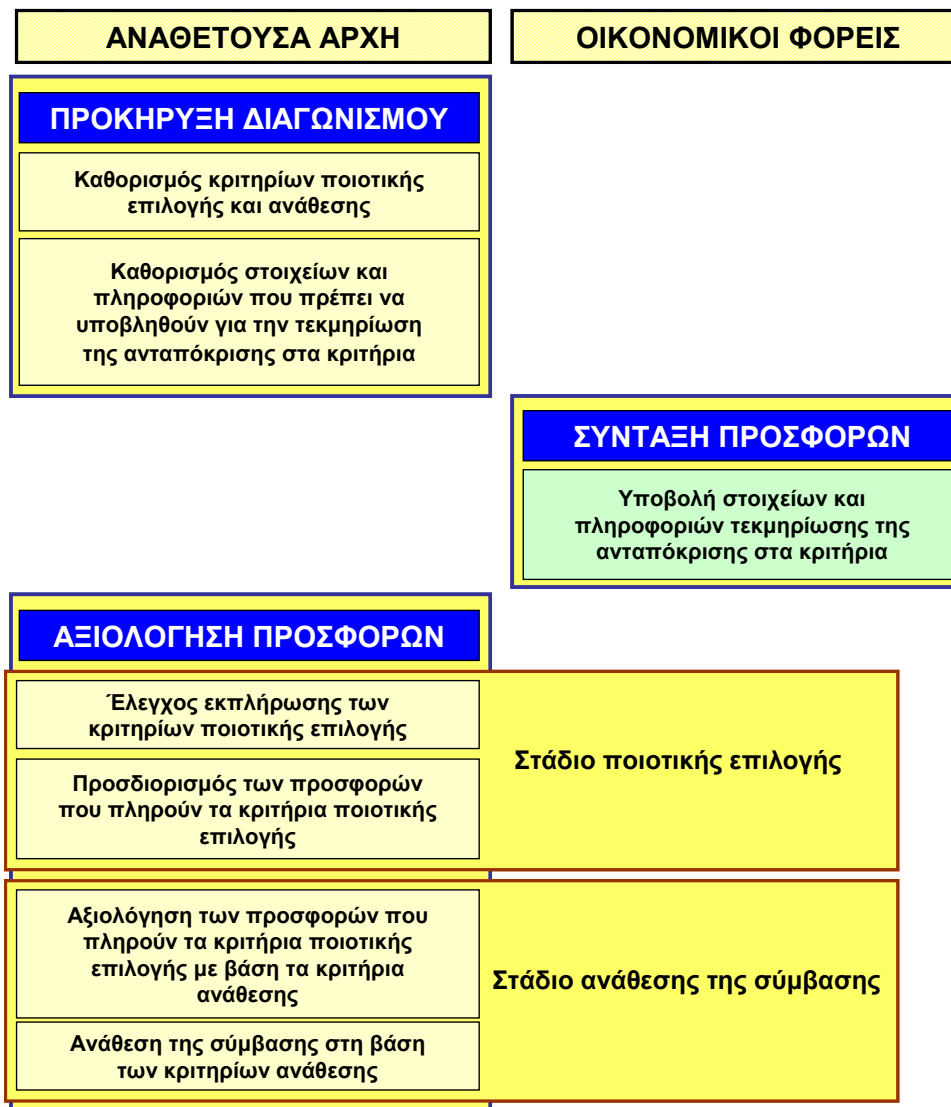 ΑΝΑΘΕΤΟΥΣΑ ΑΡΧΗ
ΟΙΚΟΝΟΜΙΚΟΙ ΦΟΡΕΙΣ
ΠΡΟΚΗΡΥΞΗ ΔΙΑΓΩΝΙΣΜΟΥ
Καθορισμός κριτηρίων ποιοτικής
επιλογής και ανάθεσης
Καθορισμός στοιχείων και
πληροφοριών που πρέπει να
υποβληθούν για την τεκμηρίωση
της ανταπόκρισης στα κριτήρια
ΣΥΝΤΑΞΗ ΠΡΟΣΦΟΡΩΝ
Υποβολή στοιχείων και
πληροφοριών τεκμηρίωσης της
ανταπόκρισης στα κριτήρια
ΑΞΙΟΛΟΓΗΣΗ ΠΡΟΣΦΟΡΩΝ
Έλεγχος εκπλήρωσης των
κριτηρίων ποιοτικής επιλογής
Προσδιορισμός των προσφορών
που πληρούν τα κριτήρια ποιοτικής
επιλογής
Στάδιο ποιοτικής επιλογής
Αξιολόγηση των προσφορών που
πληρούν τα κριτήρια ποιοτικής
επιλογής με βάση τα κριτήρια
ανάθεσης
Ανάθεση της σύμβασης στη βάση
των κριτηρίων ανάθεσης
Στάδιο ανάθεσης της σύμβασης